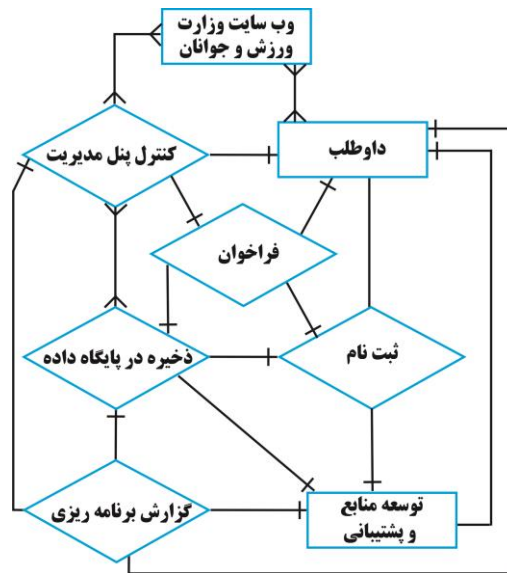 وب سایت وزارت
ورزش و جوانان
کنترل پنل مدیریت
داوطلب
فراخوان
ذخیره در پایگاه داده
ثبت نام
گزارش برنامه ریزی
توسعه منابع
و پشتیبانی